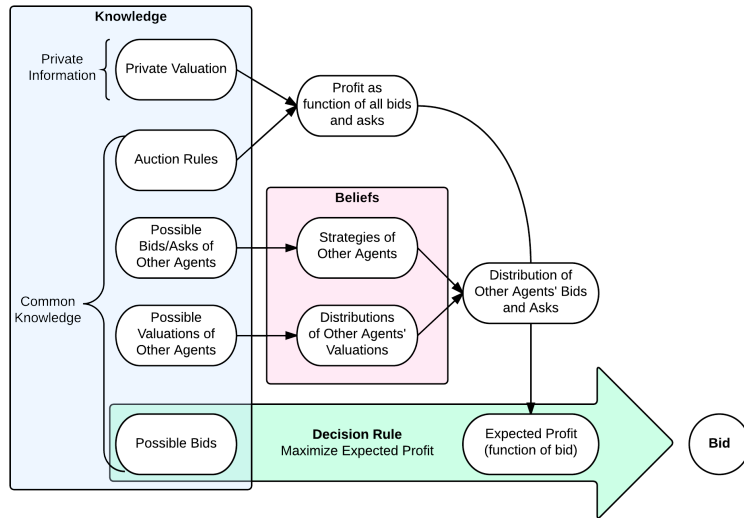 Knowledge
Private
Information
Private Valuation
Auction Rules
Common
Knowledge
Possible
Bids/Asks of
Other Agents
Possible
Valuations of
Other Agents
Possible Bids
Profit as
function of all bids
and asks
Beliefs
Strategies of
Other Agents
Distributions
of Other Agents'
Valuations
Distribution of
Other Agents' Bids
and Asks
Decision Rule
Maximize Expected Profit
Expected Profit
(function of bid)
Bid